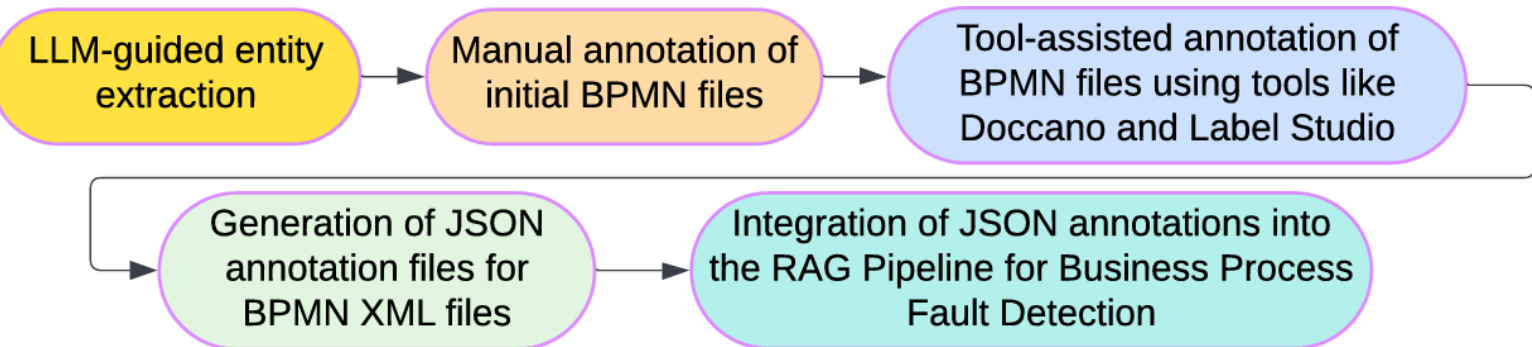 LLM-guided entity
extraction
Manual annotation of
initial BPMN files
Tool-assisted annotation of
BPMN files using tools like
Doccano and Label Studio
Generation of JSON
annotation files for
BPMN XML files
Integration of JSON annotations into
the RAG Pipeline for Business Process
Fault Detection